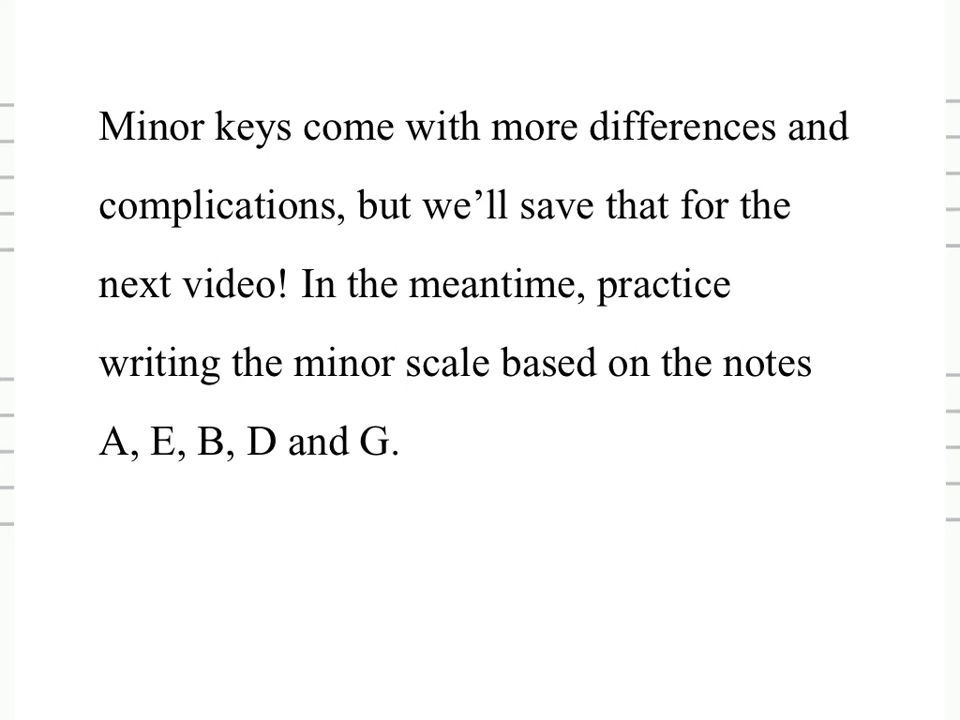 Minor keys come with more differences and
complications, but we’ll save that for the
next video! In the meantime, practice
writing the minor scale based on the notes
A, E, B, D and G.